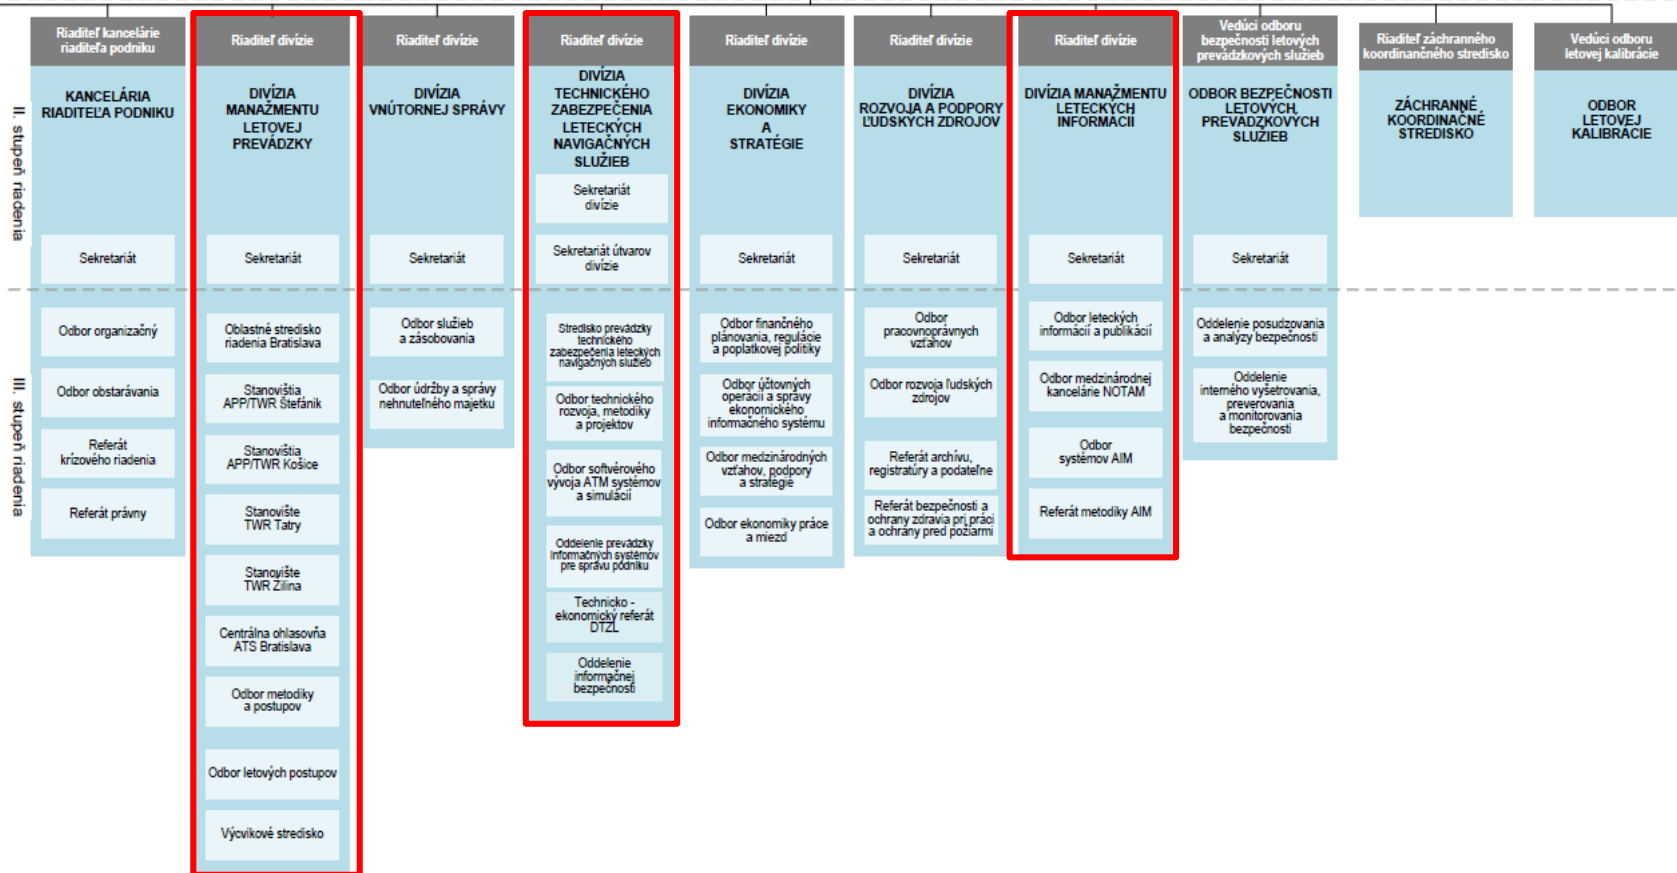 II. stupeň riadenia
III. stupeň riadenia
Riaditeľ kancelárie
riaditeľa podniku
KANCELÁRIA
RIADITEĽA PODNIKU
Sekretariát
Odbor organizačný
Odbor obstarávania
Referát
krízového riadenia
Referát právny
Riaditeľ divízie
DIVÍZIA
MANAŽMENTU
LETOVEJ
PREVÁDZKY
Sekretariát
Oblastné stredisko
riadenia Bratislava
Stanovištia
APP/TWR Štefánik
Stanovištia
APP/TWR Košice
Stanovište
TWR Tatry
Stanovište
TWR Žilina
Centrálna ohlasovňa
ATS Bratislava
Odbor metodiky
a postupov
Odbor letových postupov
Výcvikové stredisko
Riaditeľ divízie
DIVÍZIA
VNÚTORNEJ SPRÁVY
Sekretariát
Odbor služieb
a zásobovania
Odbor údržby a správy
nehnuteľného majetku
Riaditeľ divízie
DIVÍZIA
TECHNICKÉHO
ZABEZPEČENIA
LETECKÝCH
NAVIGAČNÝCH
SLUŽIEB
Sekretariát
divízie
Sekretariát útvarov
divízie
Stredisko prevádzky
technického
zabezpečenia leteckých
navigačných služieb
Odbor technického
rozvoja, metodiky
a projektov
Odbor softvérového
vývoja ATM systémov
a simulácií
Oddelenie prevádzky
informačných systémov
pre správu podniku
Technicko -
ekonomický referát
DTZL
Oddelenie
informačnej
bezpečnosti
Riaditeľ divízie
DIVÍZIA
EKONOMIKY
A
STRATÉGIE
Sekretariát
Odbor finančného
plánovania, regulácie
a poplatkovej politiky
Odbor účtovných
operácií a správy
ekonomického
informačného systému
Odbor medzinárodných
vzťahov, podpory
a stratégie
Odbor ekonomiky práce
a miezd
Riaditeľ divízie
DIVÍZIA
ROZVOJA A PODPORY
ĽUDSKÝCH ZDROJOV
Sekretariát
Odbor
pracovnoprávnych
vzťahov
Odbor rozvoja ľudských
zdrojov
Referát archívu,
registratúry a podateľne
Referát bezpečnosti a
ochrany zdravia pri práci
a ochrany pred požiarmi
Riaditeľ divízie
DIVÍZIA MANAŽMENTU
LETECKÝCH
INFORMÁCIÍ
Sekretariát
Odbor leteckých
informácií a publikácií
Odbor medzinárodnej
kancelárie NOTAM
Odbor
systémov AIM
Referát metodiky AIM
Vedúci odboru
bezpečnosti letových
prevádzkových služieb
ODBOR BEZPEČNOSTI
LETOVÝCH
PREVÁDZKOVÝCH
SLUŽIEB
Sekretariát
Oddelenie posudzovania
a analýzy bezpečnosti
Oddelenie
interného vyšetrovania,
preverovania
a monitorovania
bezpečnosti
Riaditeľ záchranného
koordinančného stredisko
ZÁCHRANNÉ
KOORDINAČNÉ
STREDISKO
Vedúci odboru
letovej kalibrácie
ODBOR
LETOVEJ
KALIBRÁCIE